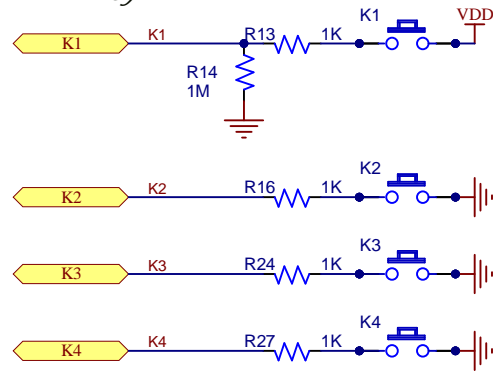 K1 K1 R13 1K K1 VDD
R14
1M
K2 K2 R16 1K K2
K3 K3 R24 1K K3
K4 K4 R27 1K K4